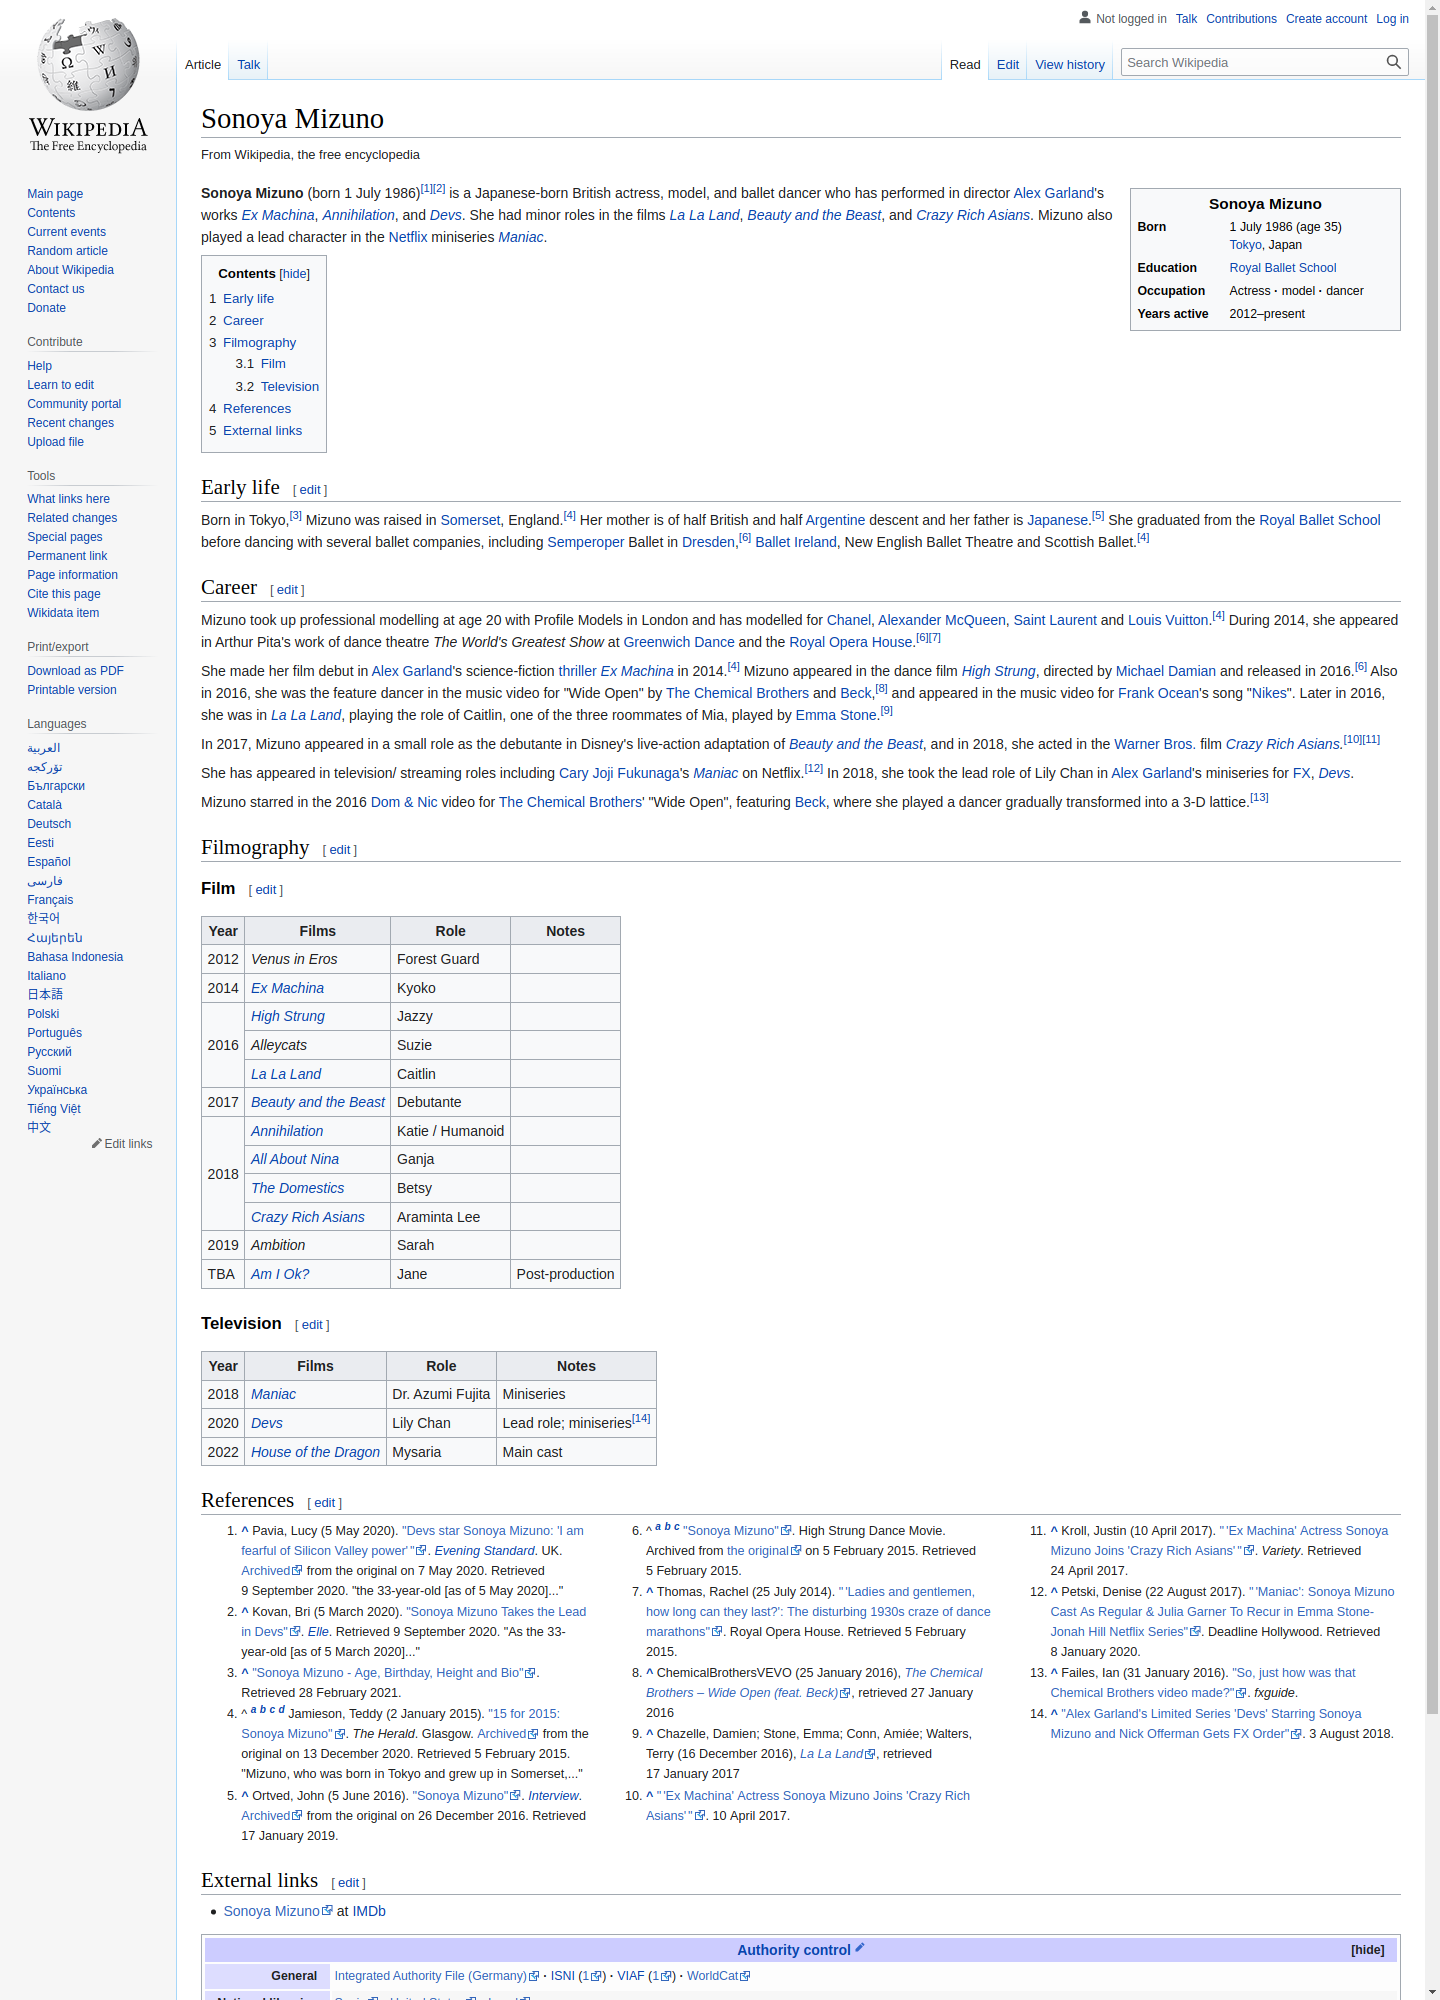 Not logged in Talk Contributions Create account Log in
Article Talk Read Edit View history Search Wikipedia
WIKIPEDIA
The Free Encyclopedia
Main page
Contents
Current events
Random article
About Wikipedia
Contact us
Donate
Contribute
Help
Learn to edit
Community portal
Recent changes
Upload file
Tools
What links here
Related changes
Special pages
Permanent link
Page information
Cite this page
Wikidata item
Print/export
Download as PDF
Printable version
Languages
العربية
تۆرکجه
Български
Català
Deutsch
Eesti
Español
فارسی
Français
한국어
Հայերեն
Bahasa Indonesia
Italiano
日本語
Polski
Português
Русский
Suomi
Українська
Tiếng Việt
中文
Edit links
Sonoya Mizuno
From Wikipedia, the free encyclopedia
Sonoya Mizuno (born 1 July 1986)[1][2] is a Japanese-born British actress, model, and ballet dancer who has performed in director Alex Garland's
works Ex Machina, Annihilation, and Devs. She had minor roles in the films La La Land, Beauty and the Beast, and Crazy Rich Asians. Mizuno also
played a lead character in the Netflix miniseries Maniac.
Sonoya Mizuno
Born 1 July 1986 (age 35)
Tokyo, Japan
Education Royal Ballet School
Occupation Actress · model · dancer
Years active 2012–present
Contents [hide]
1 Early life
2 Career
3 Filmography
3.1 Film
3.2 Television
4 References
5 External links
Early life [ edit ]
Born in Tokyo,[3] Mizuno was raised in Somerset, England.[4] Her mother is of half British and half Argentine descent and her father is Japanese.[5] She graduated from the Royal Ballet School
before dancing with several ballet companies, including Semperoper Ballet in Dresden,[6] Ballet Ireland, New English Ballet Theatre and Scottish Ballet.[4]
Career [ edit ]
Mizuno took up professional modelling at age 20 with Profile Models in London and has modelled for Chanel, Alexander McQueen, Saint Laurent and Louis Vuitton.[4] During 2014, she appeared
in Arthur Pita's work of dance theatre The World's Greatest Show at Greenwich Dance and the Royal Opera House.[6][7]
She made her film debut in Alex Garland's science-fiction thriller Ex Machina in 2014.[4] Mizuno appeared in the dance film High Strung, directed by Michael Damian and released in 2016.[6] Also
in 2016, she was the feature dancer in the music video for "Wide Open" by The Chemical Brothers and Beck,[8] and appeared in the music video for Frank Ocean's song "Nikes". Later in 2016,
she was in La La Land, playing the role of Caitlin, one of the three roommates of Mia, played by Emma Stone.[9]
In 2017, Mizuno appeared in a small role as the debutante in Disney's live-action adaptation of Beauty and the Beast, and in 2018, she acted in the Warner Bros. film Crazy Rich Asians.[10][11]
She has appeared in television/ streaming roles including Cary Joji Fukunaga's Maniac on Netflix.[12] In 2018, she took the lead role of Lily Chan in Alex Garland's miniseries for FX, Devs.
Mizuno starred in the 2016 Dom & Nic video for The Chemical Brothers' "Wide Open", featuring Beck, where she played a dancer gradually transformed into a 3-D lattice.[13]
Filmography [ edit ]
Film [ edit ]
Year Films Role Notes
2012 Venus in Eros Forest Guard
2014 Ex Machina Kyoko
2016 High Strung Jazzy
Alleycats Suzie
La La Land Caitlin
2017 Beauty and the Beast Debutante
2018 Annihilation Katie / Humanoid
All About Nina Ganja
The Domestics Betsy
Crazy Rich Asians Araminta Lee
2019 Ambition Sarah
TBA Am I Ok? Jane Post-production
Television [ edit ]
Year Films Role Notes
2018 Maniac Dr. Azumi Fujita Miniseries
2020 Devs Lily Chan Lead role; miniseries[14]
2022 House of the Dragon Mysaria Main cast
References [ edit ]
1. ^ Pavia, Lucy (5 May 2020). "Devs star Sonoya Mizuno: 'I am
fearful of Silicon Valley power' ". Evening Standard. UK.
Archived from the original on 7 May 2020. Retrieved
9 September 2020. "the 33-year-old [as of 5 May 2020]..."
2. ^ Kovan, Bri (5 March 2020). "Sonoya Mizuno Takes the Lead
in Devs". Elle. Retrieved 9 September 2020. "As the 33-
year-old [as of 5 March 2020]..."
3. ^ "Sonoya Mizuno - Age, Birthday, Height and Bio".
Retrieved 28 February 2021.
4. ^ a b c d Jamieson, Teddy (2 January 2015). "15 for 2015:
Sonoya Mizuno". The Herald. Glasgow. Archived from the
original on 13 December 2020. Retrieved 5 February 2015.
"Mizuno, who was born in Tokyo and grew up in Somerset,..."
5. ^ Ortved, John (5 June 2016). "Sonoya Mizuno". Interview.
Archived from the original on 26 December 2016. Retrieved
17 January 2019.
6. ^ a b c "Sonoya Mizuno". High Strung Dance Movie.
Archived from the original on 5 February 2015. Retrieved
5 February 2015.
7. ^ Thomas, Rachel (25 July 2014). " 'Ladies and gentlemen,
how long can they last?': The disturbing 1930s craze of dance
marathons". Royal Opera House. Retrieved 5 February
2015.
8. ^ ChemicalBrothersVEVO (25 January 2016), The Chemical
Brothers – Wide Open (feat. Beck), retrieved 27 January
2016
9. ^ Chazelle, Damien; Stone, Emma; Conn, Amiée; Walters,
Terry (16 December 2016), La La Land, retrieved
17 January 2017
10. ^ " 'Ex Machina' Actress Sonoya Mizuno Joins 'Crazy Rich
Asians' ". 10 April 2017.
11. ^ Kroll, Justin (10 April 2017). " 'Ex Machina' Actress Sonoya
Mizuno Joins 'Crazy Rich Asians' ". Variety. Retrieved
24 April 2017.
12. ^ Petski, Denise (22 August 2017). " 'Maniac': Sonoya Mizuno
Cast As Regular & Julia Garner To Recur in Emma Stone-
Jonah Hill Netflix Series". Deadline Hollywood. Retrieved
8 January 2020.
13. ^ Failes, Ian (31 January 2016). "So, just how was that
Chemical Brothers video made?". fxguide.
14. ^ "Alex Garland's Limited Series 'Devs' Starring Sonoya
Mizuno and Nick Offerman Gets FX Order". 3 August 2018.
External links [ edit ]
• Sonoya Mizuno at IMDb
Authority control [hide]
General Integrated Authority File (Germany) · ISNI (1) · VIAF (1) · WorldCat